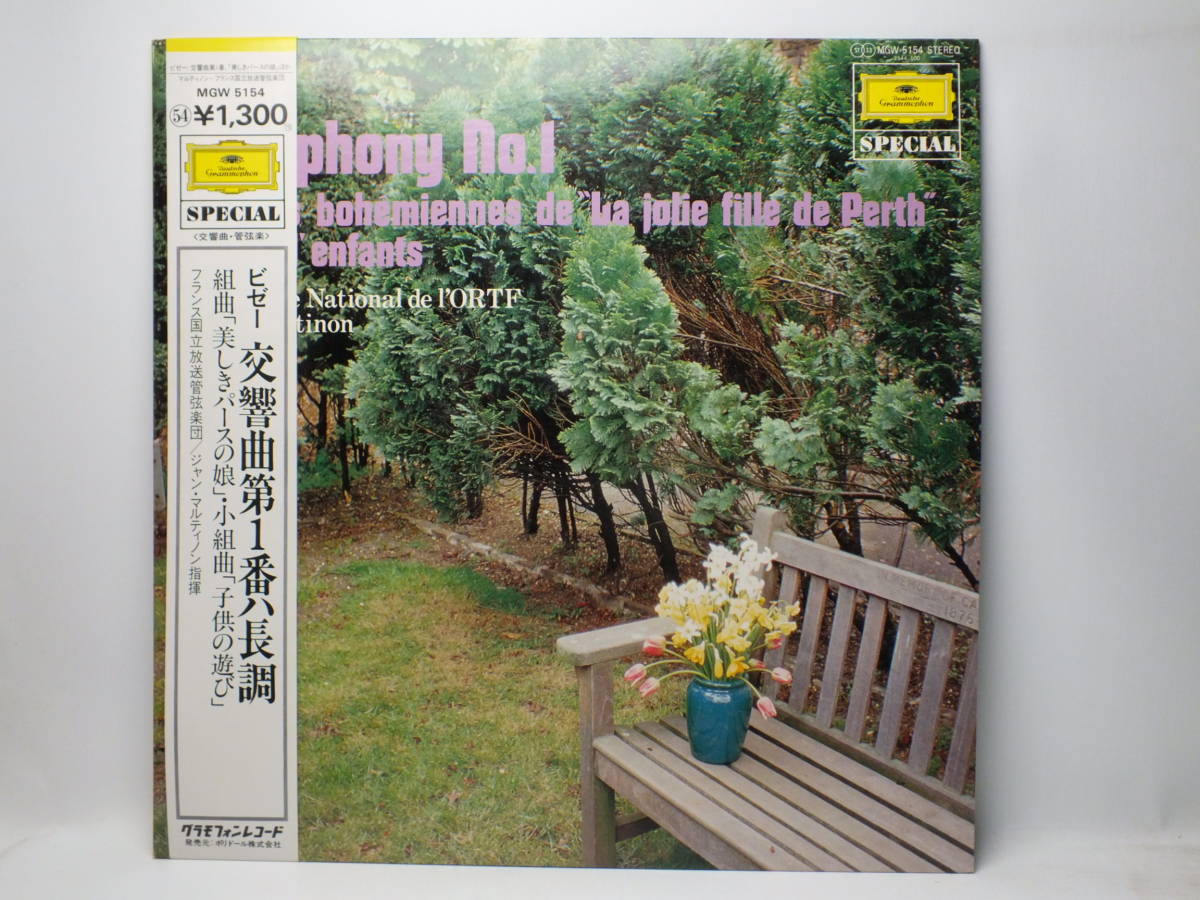 ビゼー:交響曲第1番、「美しきパースの娘」ほか
マルティノン=フランス国立放送管弦楽団
MGW 5154
54 ¥1,300
Deutsche
Grammophon
SPECIAL
〈交響曲・管弦楽〉
ビゼー 交響曲第1番ハ長調
組曲「美しきパースの娘」・小組曲「子供の遊び」
フランス国立放送管弦楽団/ジャン・マルティノン指揮
グラモフォンレコード
発売元:ポリドール株式会社
phony No.1
bohemiennes de "La jolie fille de Perth"
enfants
e National de l'ORTF
tinon
ST 33 MGW-5154 STEREO
Deutsche
Grammophon
SPECIAL
1876